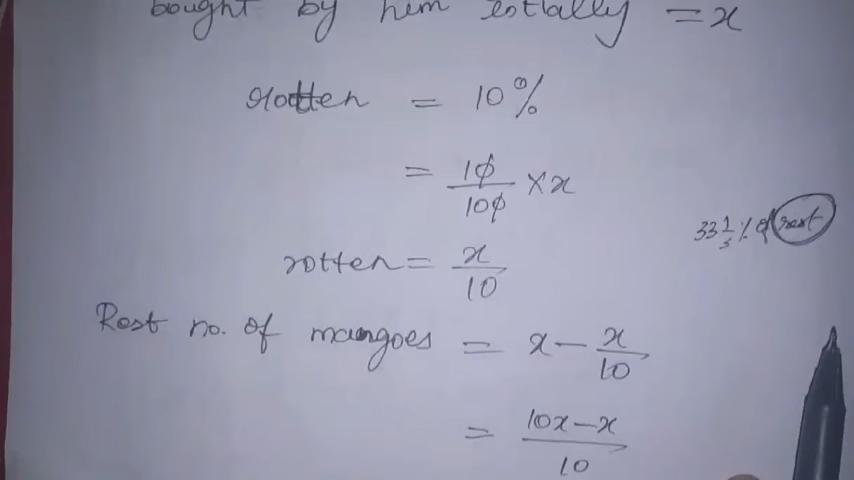 bought by him =x
rotten = 10%
= 10/100 × x
33 1/3 % of rest
rotten = x/10
Rest no. of mangoes = x - x/10
= 10x-x/10